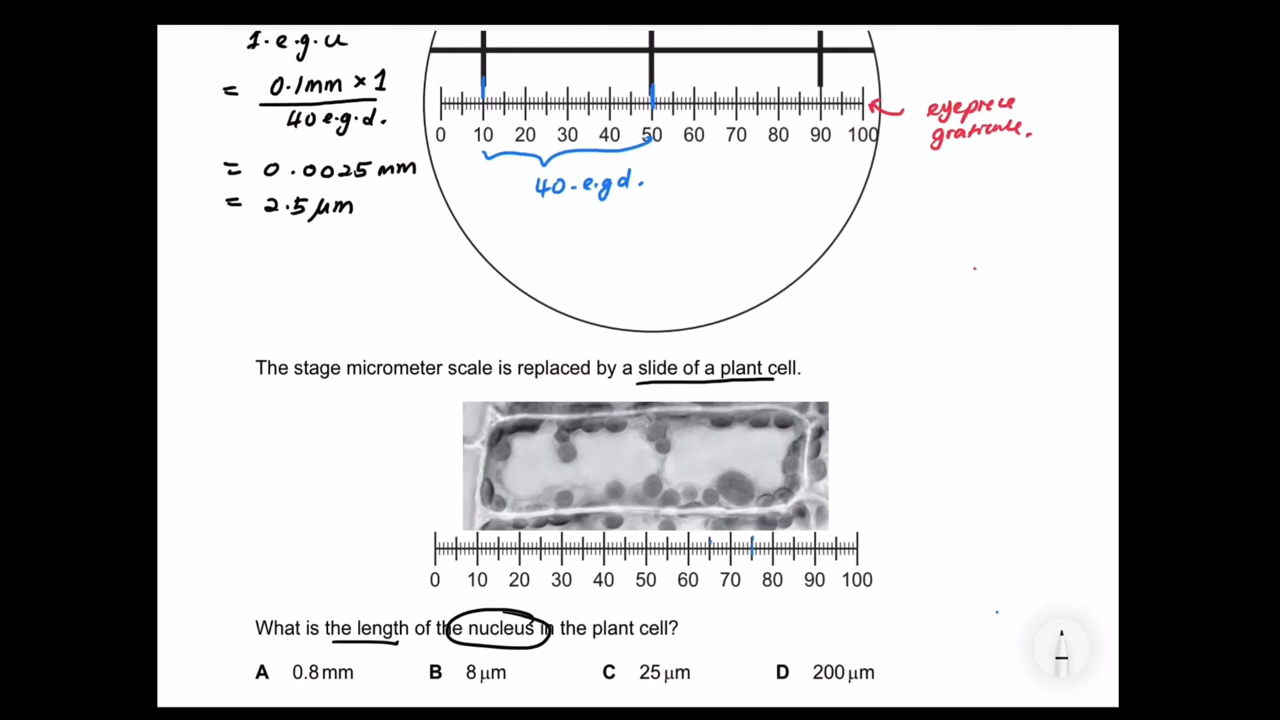 1.e.g.u
= 0.1mm × 1
40 e.g.d.
= 0.0025 mm
= 2.5 μm
0 10 20 30 40 50 60 70 80 90 100
eyepiece
graticule.
40-e.gd.
The stage micrometer scale is replaced by a slide of a plant cell.
0 10 20 30 40 50 60 70 80 90 100
What is the length of the nucleus in the plant cell?
A 0.8 mm B 8 μm C 25 μm D 200 μm